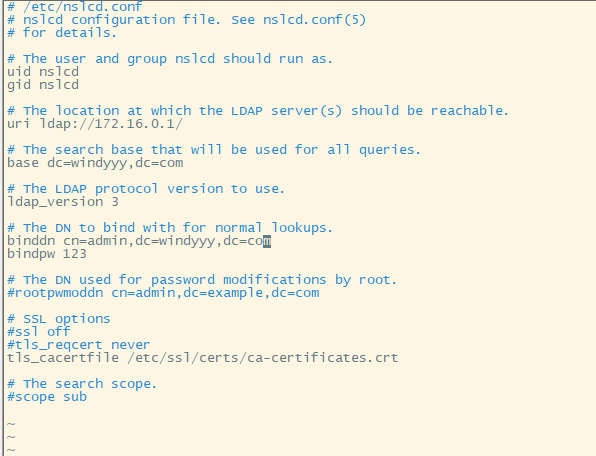 # /etc/nslcd.conf
# nslcd configuration file. See nslcd.conf(5)
# for details.
# The user and group nslcd should run as.
uid nslcd
gid nslcd
# The location at which the LDAP server(s) should be reachable.
uri ldap://172.16.0.1/
# The search base that will be used for all queries.
base dc=windyyy,dc=com
# The LDAP protocol version to use.
ldap_version 3
# The DN to bind with for normal lookups.
binddn cn=admin,dc=windyyy,dc=com
bindpw 123
# The DN used for password modifications by root.
#rootpwmoddn cn=admin,dc=example,dc=com
# SSL options
#ssl off
#tls_reqcert never
tls_cacertfile /etc/ssl/certs/ca-certificates.crt
# The search scope.
#scope sub
~
~
~